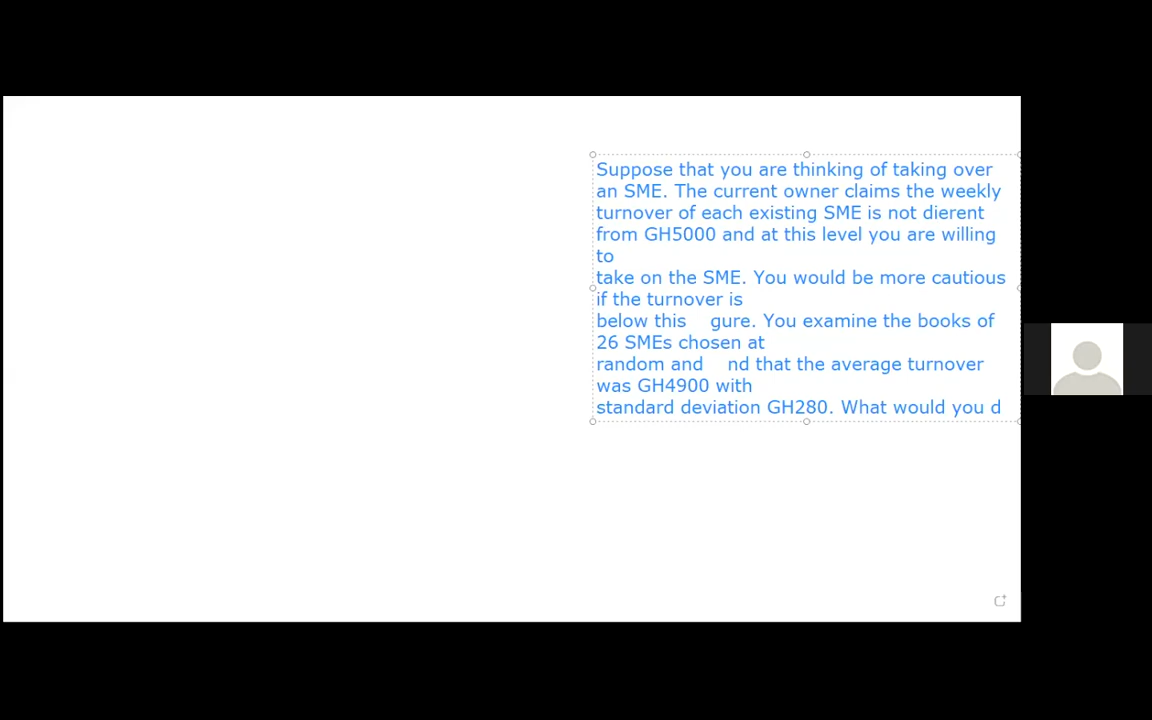 Suppose that you are thinking of taking over
an SME. The current owner claims the weekly
turnover of each existing SME is not dierent
from GH5000 and at this level you are willing
to
take on the SME. You would be more cautious
if the turnover is
below this gure. You examine the books of
26 SMEs chosen at
random and nd that the average turnover
was GH4900 with
standard deviation GH280. What would you d